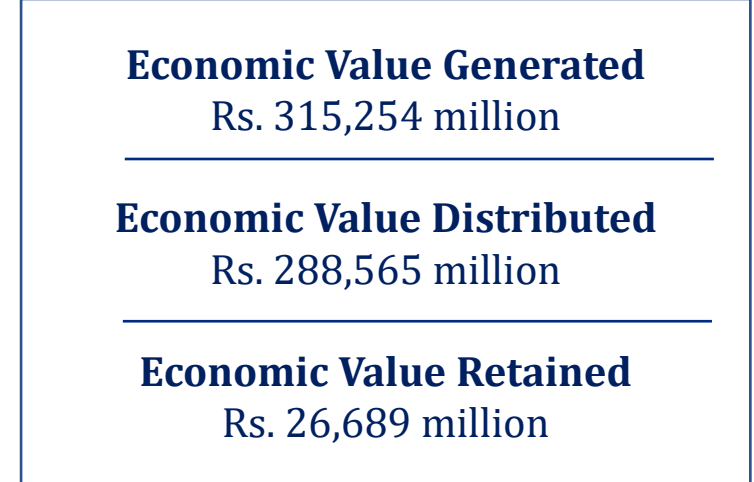 Economic Value Generated
Rs. 315,254 million
Economic Value Distributed
Rs. 288,565 million
Economic Value Retained
Rs. 26,689 million